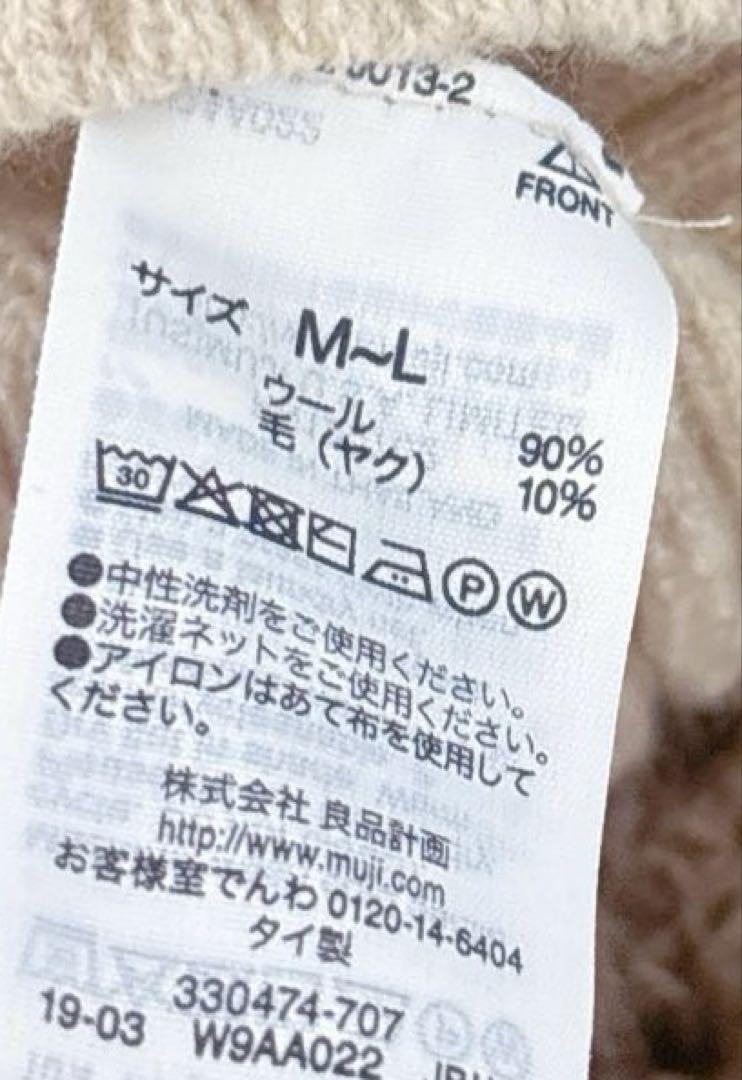 0013-2
FRONT
サイズ M~L
ウール 90%
毛(ヤク) 10%
30
P W
●中性洗剤をご使用ください。
●洗濯ネットをご使用ください。
●アイロンはあて布を使用して
ください。
株式会社 良品計画
http://www.muji.com
お客様室でんわ 0120-14-6404
タイ製
330474-707
19-03 W9AA022